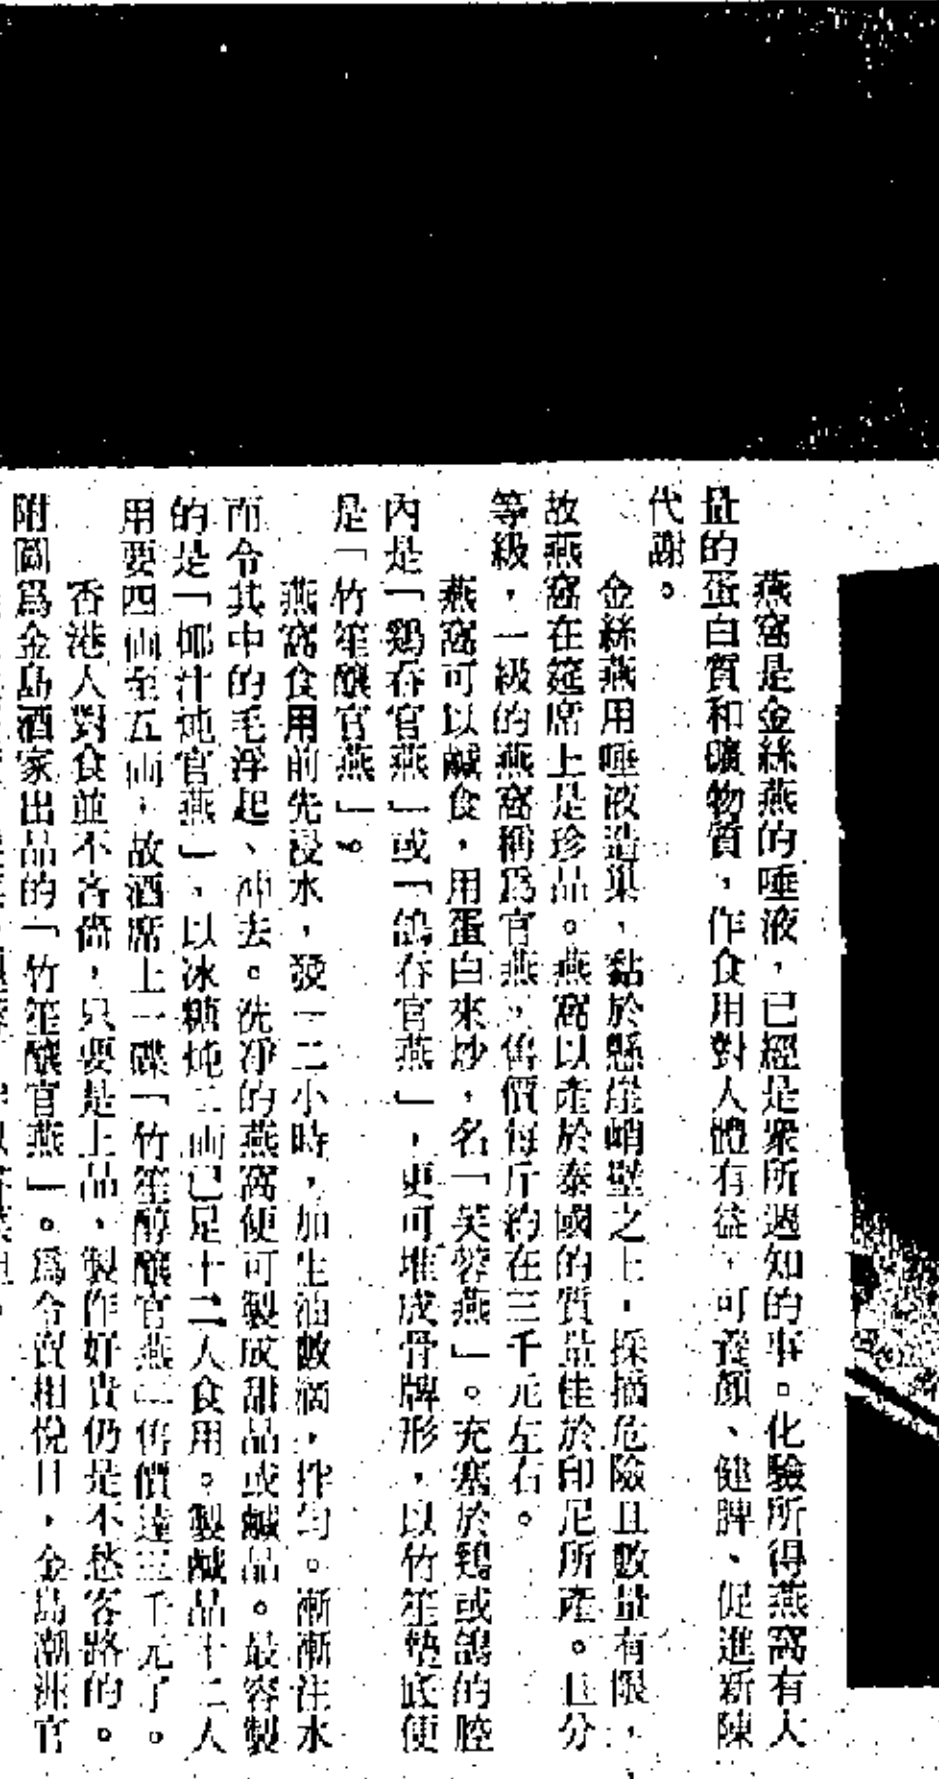 燕窩是金絲燕的唾液，已經是衆所週知的事。化驗所得燕窩有大
量的蛋白質和礦物質，作食用對人體有益，可養顏、健脾、促進新陳
代謝。
金絲燕用唾液造巢，黏於懸崖峭壁之上，採摘危險且數量有限，
故燕窩在筵席上是珍品。燕窩以產於泰國的質量佳於印尼所產。且分
等級，一級的燕窩稱爲官燕，售價每斤約在三千元左右。
燕窩可以鹹食，用蛋白來炒，名「芙蓉燕」。充塞於鷄或鴿的腔
內是「鷄吞官燕」或「鴿吞官燕」，更可堆成骨牌形，以竹笙墊底便
是「竹笙釀官燕」。
燕窩食用前先浸水，發一二小時，加生油數滴，拌匀。漸漸注水
而令其中的毛浮起、冲去。洗净的燕窩便可製成甜品或鹹品。最容製
的是「椰汁炖官燕」，以冰糖炖二両已足十二人食用。製鹹品十二人
用要四両至五両，故酒席上一碟「竹笙醇釀官燕」售價達三千元了。
香港人對食並不吝嗇，只要是上品，製作好貴仍是不愁客路的。
附圖爲金島酒家出品的「竹笙釀官燕」。爲令賣相悅目，金島潮洲官